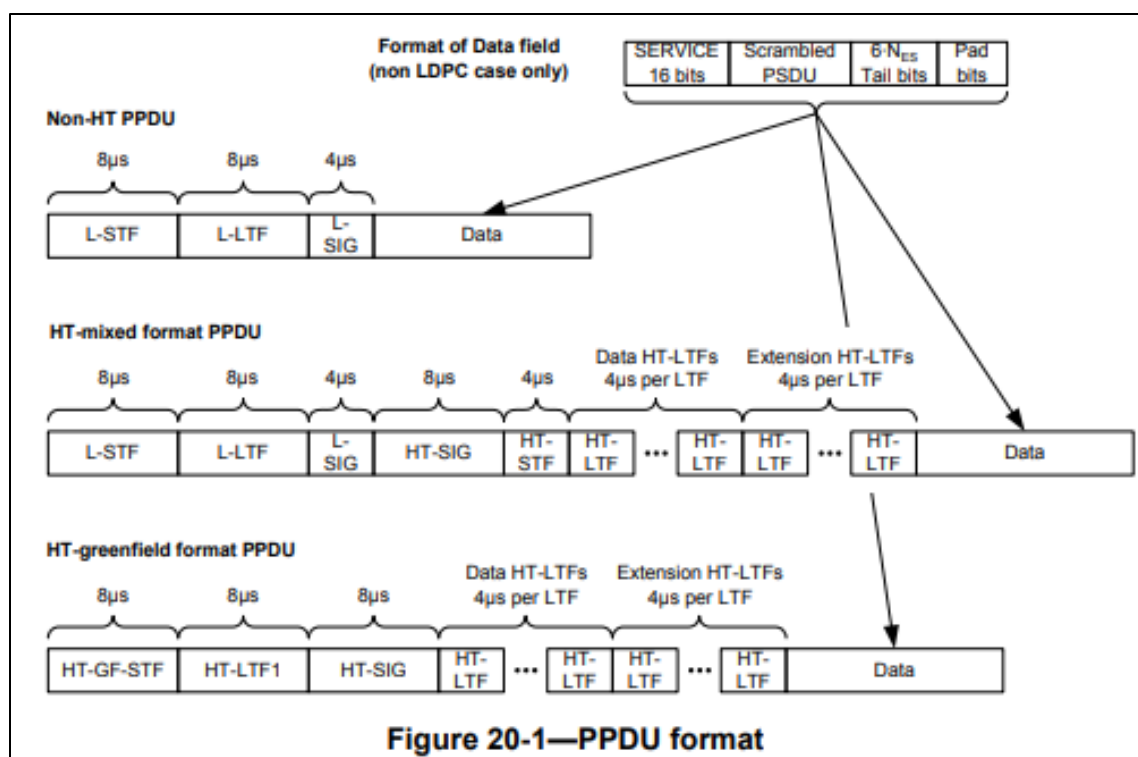 Format of Data field
(non LDPC case only)
SERVICE
16 bits
Scrambled
PSDU
6·NES
Tail bits
Pad
bits
Non-HT PPDU
8µs
8µs
4µs
L-STF
L-LTF
L-
SIG
Data
HT-mixed format PPDU
Data HT-LTFs
4µs per LTF
Extension HT-LTFs
4µs per LTF
8µs
8µs
4µs
8µs
4µs
L-STF
L-LTF
L-
SIG
HT-SIG
HT-
STF
HT-
LTF
•••
HT-
LTF
HT-
LTF
•••
HT-
LTF
Data
HT-greenfield format PPDU
Data HT-LTFs
4µs per LTF
Extension HT-LTFs
4µs per LTF
8µs
8µs
8µs
HT-GF-STF
HT-LTF1
HT-SIG
HT-
LTF
•••
HT-
LTF
HT-
LTF
•••
HT-
LTF
Data
Figure 20-1—PPDU format